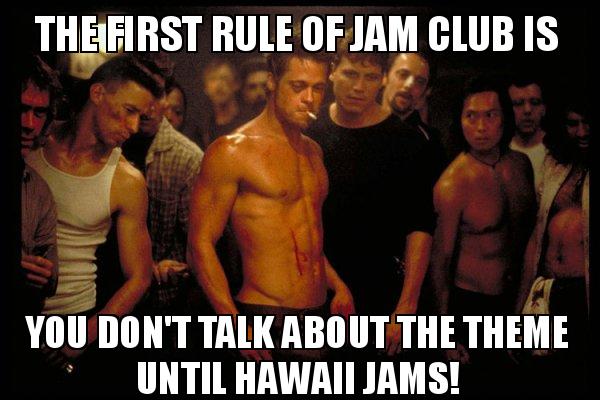 THE FIRST RULE OF JAM CLUB IS
YOU DON'T TALK ABOUT THE THEME
UNTIL HAWAII JAMS!